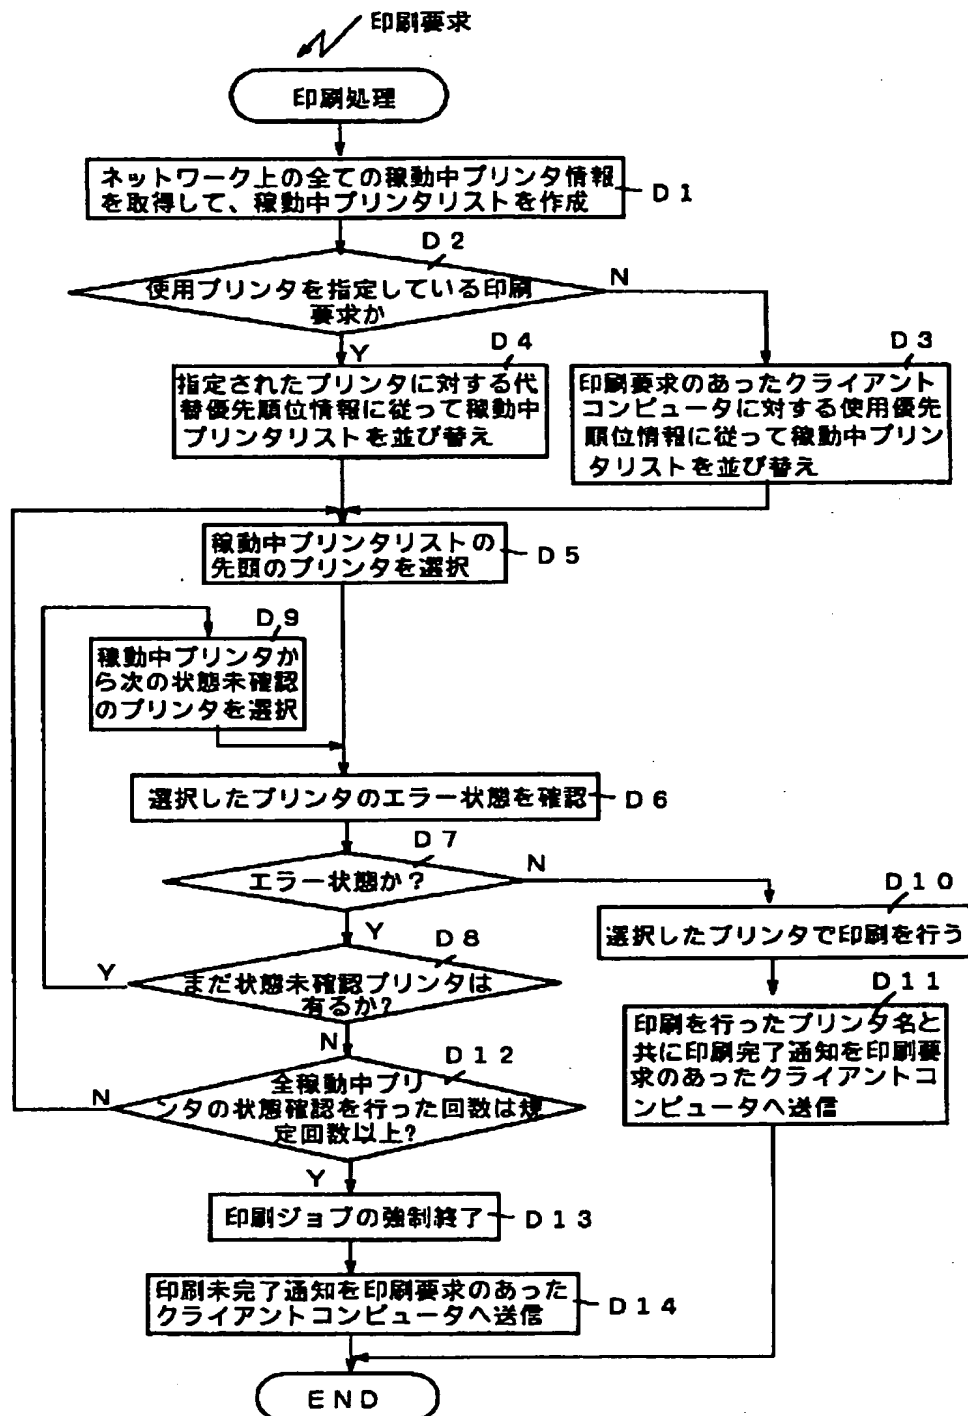 印刷要求
印刷処理
ネットワーク上の全ての稼動中プリンタ情報
を取得して、稼動中プリンタリストを作成
D1
D2
使用プリンタを指定している印刷
要求か
N
Y
D4
指定されたプリンタに対する代
替優先順位情報に従って稼動中
プリンタリストを並び替え
D3
印刷要求のあったクライアント
コンピュータに対する使用優先
順位情報に従って稼動中プリン
タリストを並び替え
稼動中プリンタリストの
先頭のプリンタを選択
D5
D9
稼動中プリンタか
ら次の状態未確認
のプリンタを選択
選択したプリンタのエラー状態を確認
D6
D7
エラー状態か?
N
Y
D10
選択したプリンタで印刷を行う
D8
まだ状態未確認プリンタは
有るか?
Y
N
D11
印刷を行ったプリンタ名と
共に印刷完了通知を印刷要
求のあったクライアントコ
ンピュータへ送信
D12
全稼動中プリ
ンタの状態確認を行った回数は規
定回数以上?
N
Y
印刷ジョブの強制終了
D13
印刷未完了通知を印刷要求のあった
クライアントコンピュータへ送信
D14
END